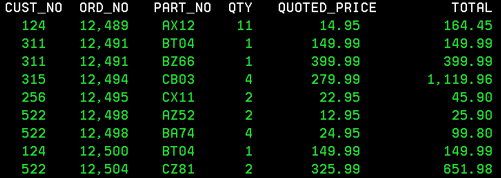 CUST_NO ORD_NO PART_NO QTY QUOTED_PRICE TOTAL
124 12,489 AX12 11 14.95 164.45
311 12,491 BT04 1 149.99 149.99
311 12,491 BZ66 1 399.99 399.99
315 12,494 CB03 4 279.99 1,119.96
256 12,495 CX11 2 22.95 45.90
522 12,498 AZ52 2 12.95 25.90
522 12,498 BA74 4 24.95 99.80
124 12,500 BT04 1 149.99 149.99
522 12,504 CZ81 2 325.99 651.98